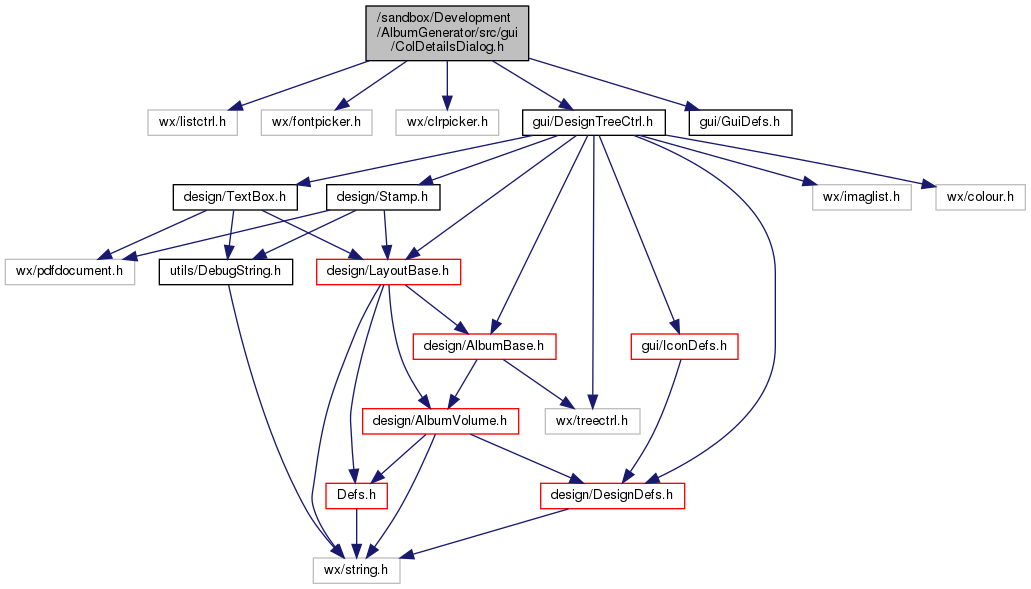 /sandbox/Development
/AlbumGenerator/src/gui
/ColDetailsDialog.h
wx/listctrl.h
wx/fontpicker.h
wx/clrpicker.h
gui/DesignTreeCtrl.h
gui/GuiDefs.h
design/TextBox.h
design/Stamp.h
wx/imaglist.h
wx/colour.h
wx/pdfdocument.h
utils/DebugString.h
design/LayoutBase.h
design/AlbumBase.h
gui/IconDefs.h
design/AlbumVolume.h
wx/treectrl.h
Defs.h
design/DesignDefs.h
wx/string.h